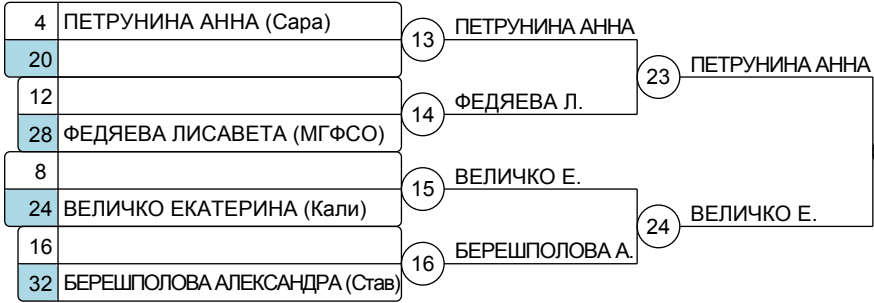 4 ПЕТРУНИНА АННА (Сара)
20
13 ПЕТРУНИНА АННА
12
28 ФЕДЯЕВА ЛИСАВЕТА (МГФСО)
14 ФЕДЯЕВА Л.
23 ПЕТРУНИНА АННА
8
24 ВЕЛИЧКО ЕКАТЕРИНА (Кали)
15 ВЕЛИЧКО Е.
16
32 БЕРЕШПОЛОВА АЛЕКСАНДРА (Став)
16 БЕРЕШПОЛОВА А.
24 ВЕЛИЧКО Е.